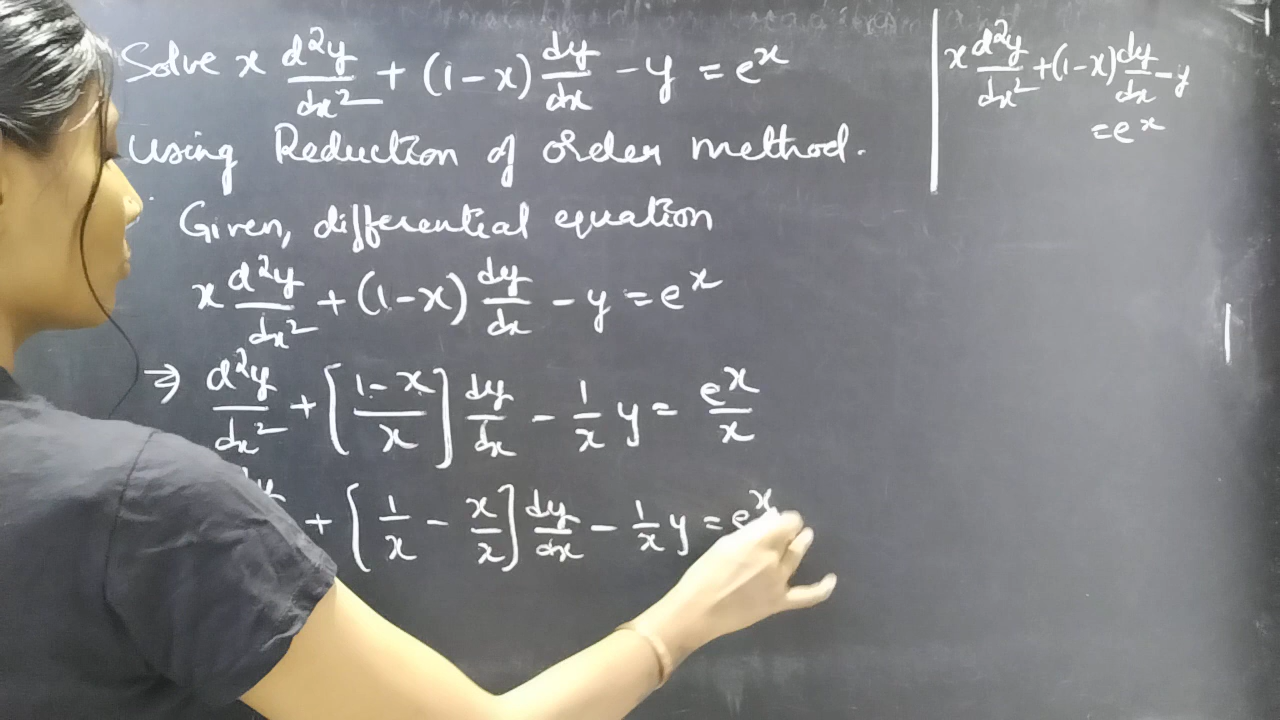 Solve x d²y/dx² + (1-x) dy/dx - y = eˣ
using Reduction of order method.
Given, differential equation
x d²y/dx² + (1-x) dy/dx - y = eˣ
⇒ d²y/dx² + [(1-x)/x] dy/dx - 1/x y = eˣ/x
+ [1/x - x/x] dy/dx - 1/x y = eˣ
x d²y/dx² + (1-x) dy/dx - y
= eˣ